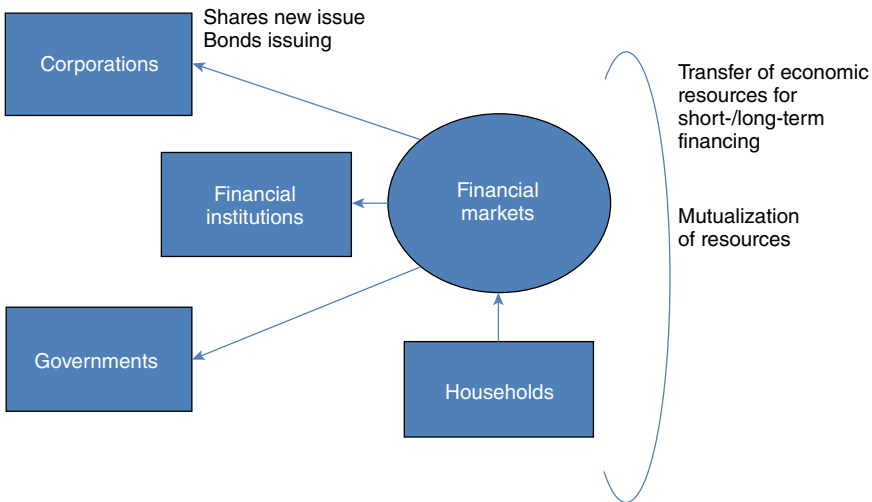 Shares new issue
Bonds issuing
Corporations
Transfer of economic
resources for
short-/long-term
financing
Financial
institutions
Financial
markets
Mutualization
of resources
Governments
Households